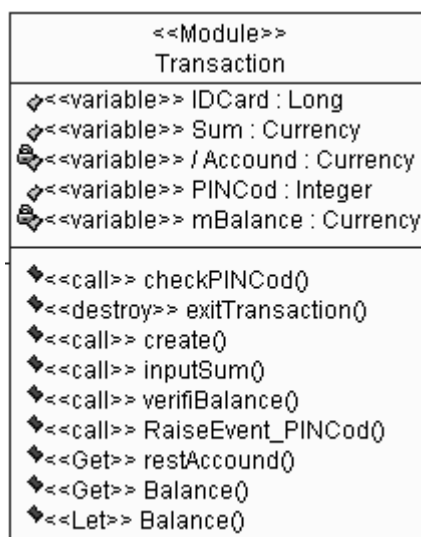 <<Module>>
Transaction
<<variable>> IDCard : Long
<<variable>> Sum : Currency
<<variable>> / Accound : Currency
<<variable>> PINCod : Integer
<<variable>> mBalance : Currency
<<call>> checkPINCod()
<<destroy>> exitTransaction()
<<call>> create()
<<call>> inputSum()
<<call>> verifiBalance()
<<call>> RaiseEvent_PINCod()
<<Get>> restAccound()
<<Get>> Balance()
<<Let>> Balance()